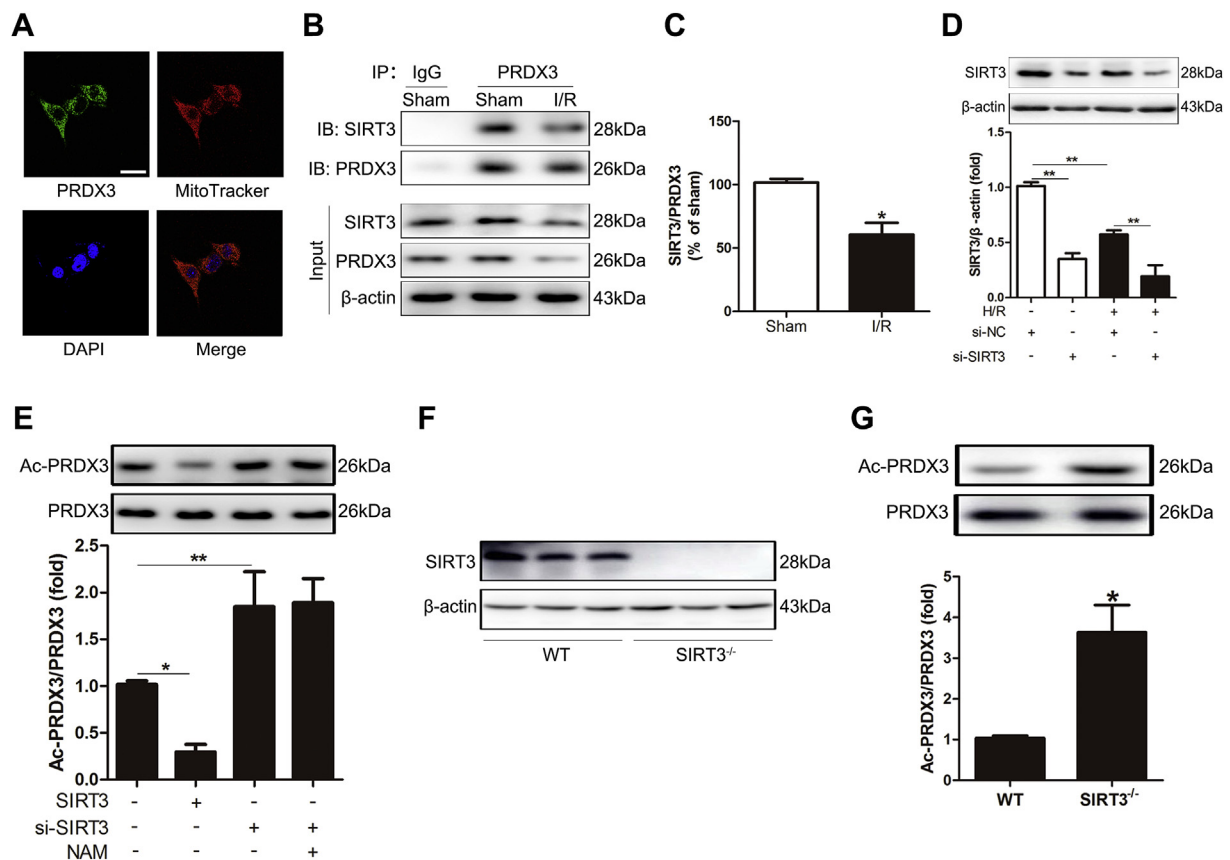 A
PRDX3
MitoTracker
DAPI
Merge
B
IP: IgG PRDX3
Sham Sham I/R
IB: SIRT3 28kDa
IB: PRDX3 26kDa
Input
SIRT3 28kDa
PRDX3 26kDa
β-actin 43kDa
C
SIRT3/PRDX3
(% of sham)
150
100
50
0
*
Sham I/R
D
SIRT3 28kDa
β-actin 43kDa
SIRT3/β -actin (fold)
1.5
1.0
0.5
0.0
**
**
**
H/R - - + +
si-NC + - + -
si-SIRT3 - + - +
E
Ac-PRDX3 26kDa
PRDX3 26kDa
Ac-PRDX3/PRDX3 (fold)
2.5
2.0
1.5
1.0
0.5
0.0
**
*
SIRT3 - + - -
si-SIRT3 - - + +
NAM - - - +
F
SIRT3 28kDa
β-actin 43kDa
WT SIRT3-/-
G
Ac-PRDX3 26kDa
PRDX3 26kDa
Ac-PRDX3/PRDX3 (fold)
5
4
3
2
1
0
*
WT SIRT3-/-